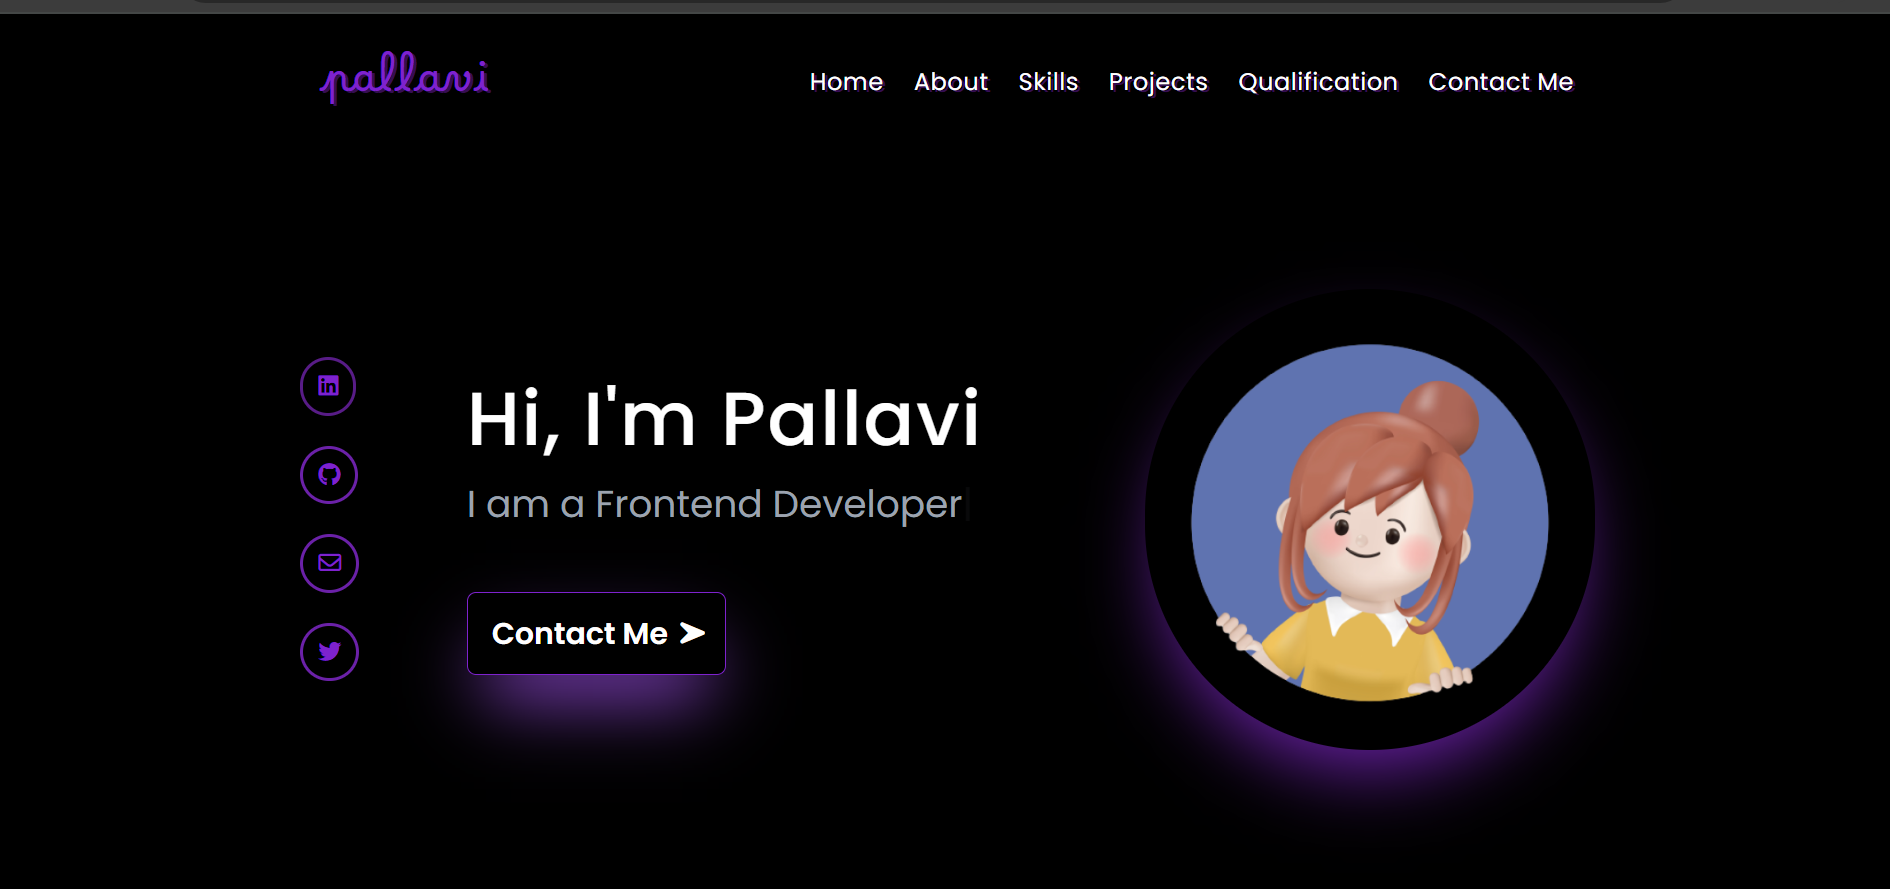 pallavi
Home About Skills Projects Qualification Contact Me
Hi, I'm Pallavi
I am a Frontend Developer
Contact Me